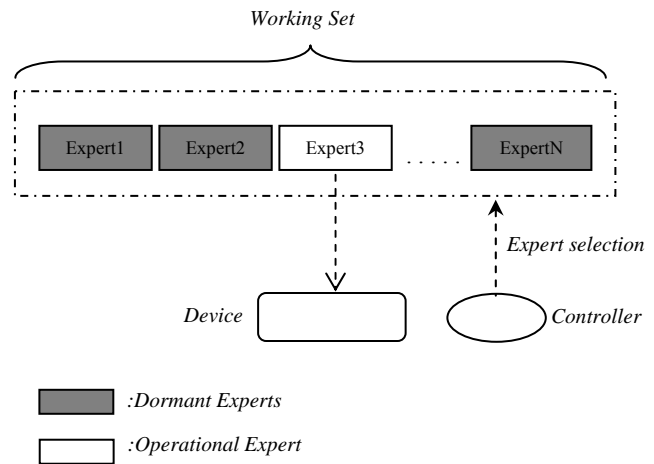 Working Set
Expert1 Expert2 Expert3 ..... ExpertN
Expert selection
Device Controller
:Dormant Experts
:Operational Expert